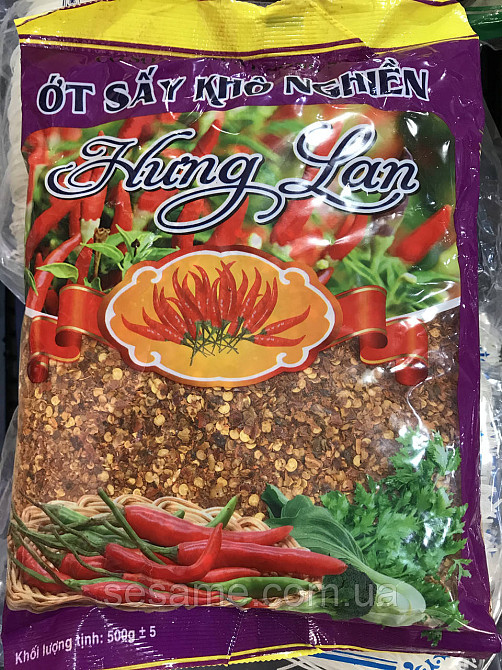 ỚT SẤY KHÔ NGHIỀN
Hưng Lan
sesame.com.ua
Khối lượng tịnh: 500g ± 5